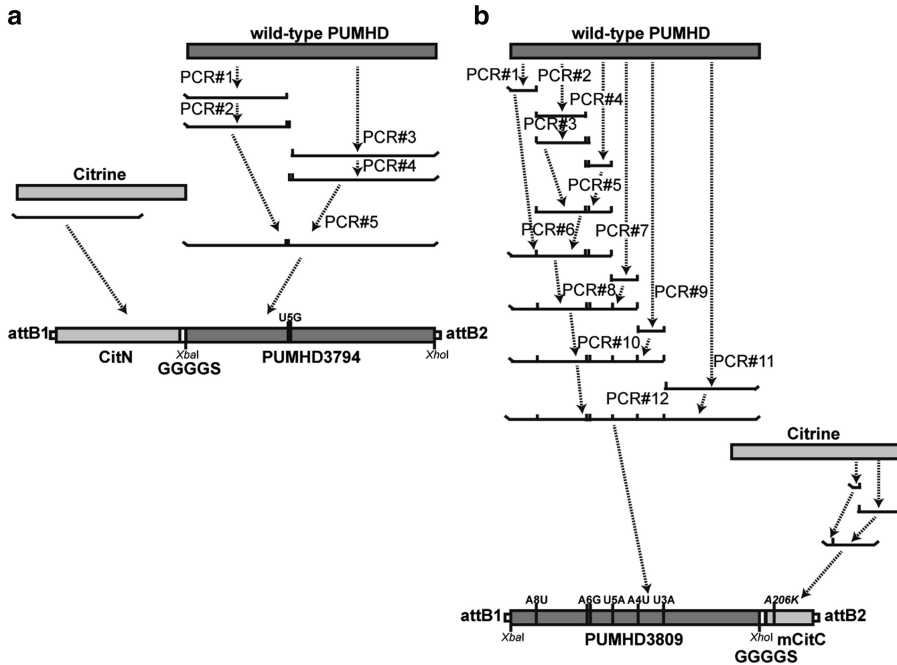 a
wild-type PUMHD
PCR#1
PCR#2
PCR#3
PCR#4
Citrine
PCR#5
U5G
attB1
attB2
CitN
XbaI
PUMHD3794
XhoI
GGGGS
b
wild-type PUMHD
PCR#1
PCR#2
PCR#4
PCR#3
PCR#5
PCR#6
PCR#7
PCR#8
PCR#9
PCR#10
PCR#11
PCR#12
Citrine
A8U A6G U5A A4U U3A A206K
attB1
attB2
XbaI
PUMHD3809
XhoI mCitC
GGGGS